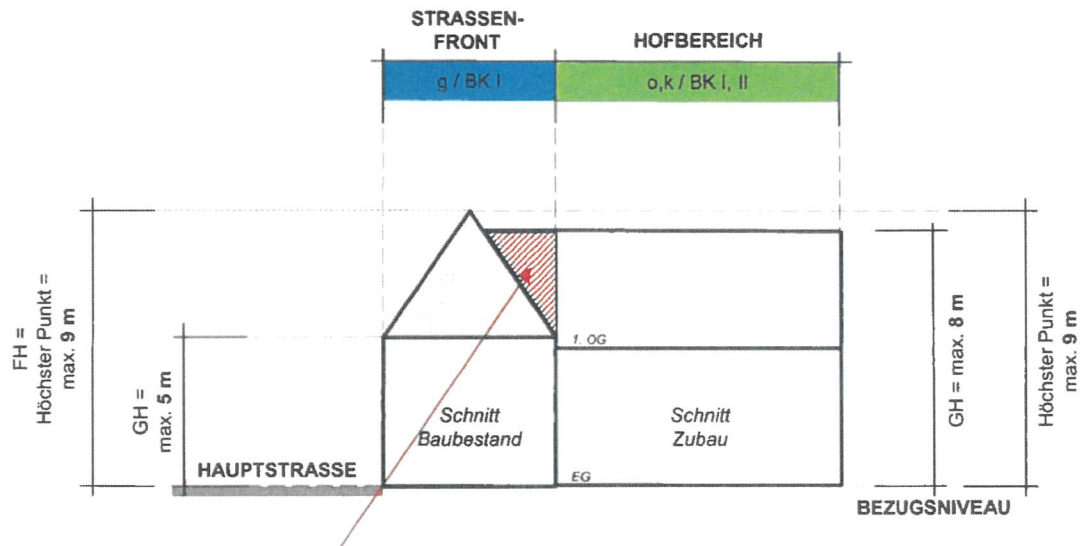 STRASSEN-
FRONT
HOFBEREICH
g / BK I
o,k / BK I, II
FH =
Höchster Punkt =
max. 9 m
GH =
max. 5 m
HAUPTSTRASSE
Schnitt
Baubestand
1. OG
EG
Schnitt
Zubau
GH = max. 8 m
Höchster Punkt =
max. 9 m
BEZUGSNIVEAU